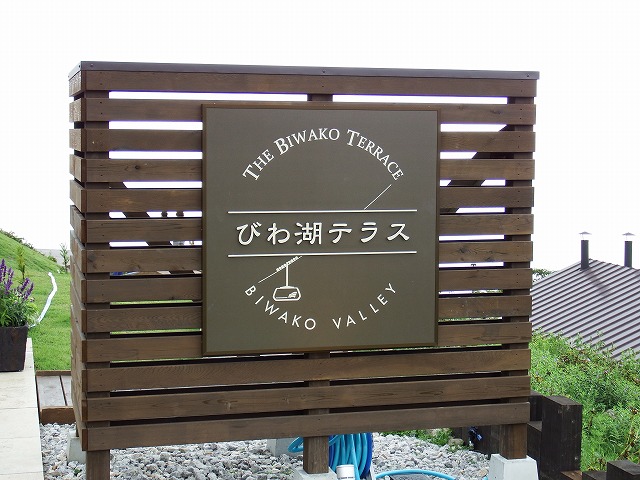 THE BIWAKO TERRACE
びわ湖テラス
BIWAKO VALLEY